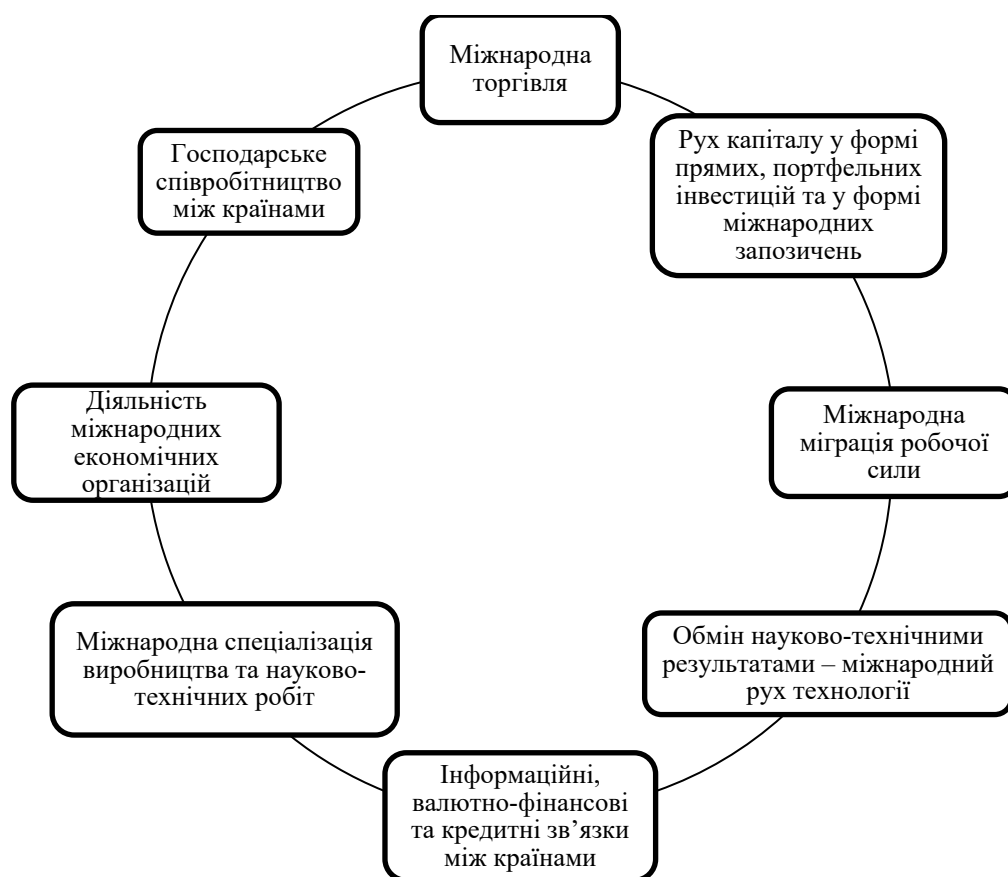 Міжнародна
торгівля
Рух капіталу у формі
прямих, портфельних
інвестицій та у формі
міжнародних
запозичень
Міжнародна
міграція робочої
сили
Обмін науково-технічними
результатами – міжнародний
рух технології
Інформаційні,
валютно-фінансові
та кредитні зв’язки
між країнами
Міжнародна спеціалізація
виробництва та науково-
технічних робіт
Діяльність
міжнародних
економічних
організацій
Господарське
співробітництво
між країнами